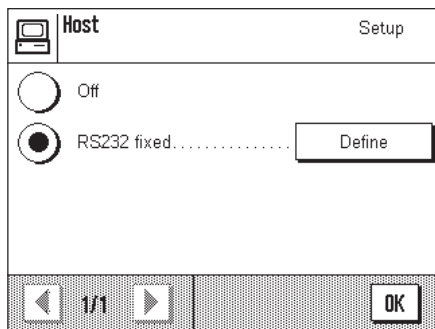 Host Setup
Off
RS232 fixed............... Define
1/1 OK